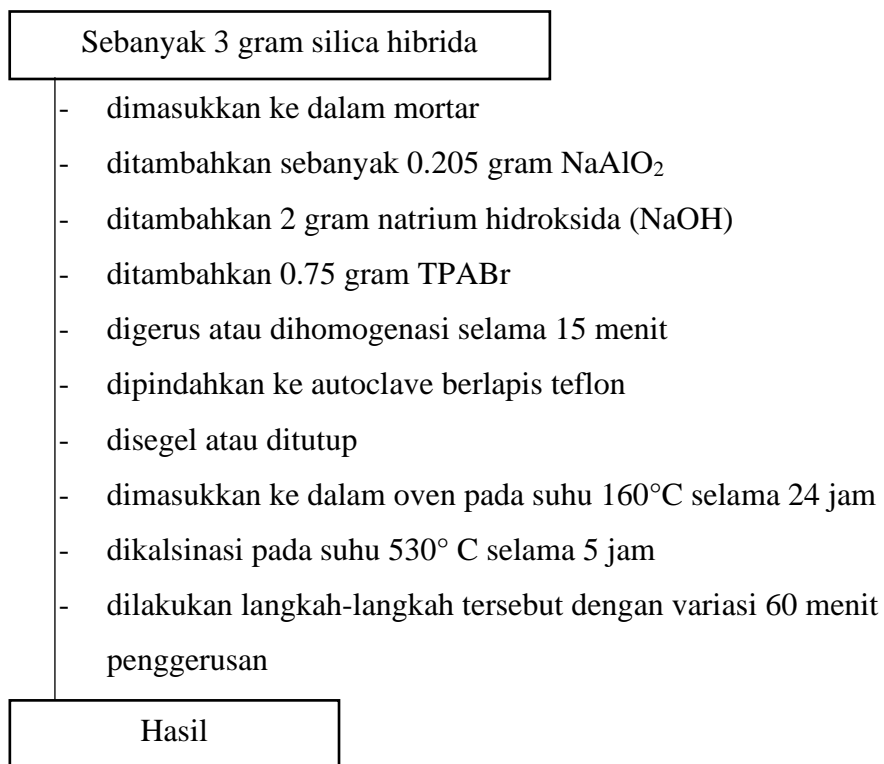 Sebanyak 3 gram silica hibrida
- dimasukkan ke dalam mortar
- ditambahkan sebanyak 0.205 gram NaAlO₂
- ditambahkan 2 gram natrium hidroksida (NaOH)
- ditambahkan 0.75 gram TPABr
- digerus atau dihomogenasi selama 15 menit
- dipindahkan ke autoclave berlapis teflon
- disegel atau ditutup
- dimasukkan ke dalam oven pada suhu 160°C selama 24 jam
- dikalsinasi pada suhu 530° C selama 5 jam
- dilakukan langkah-langkah tersebut dengan variasi 60 menit
penggerusan
Hasil